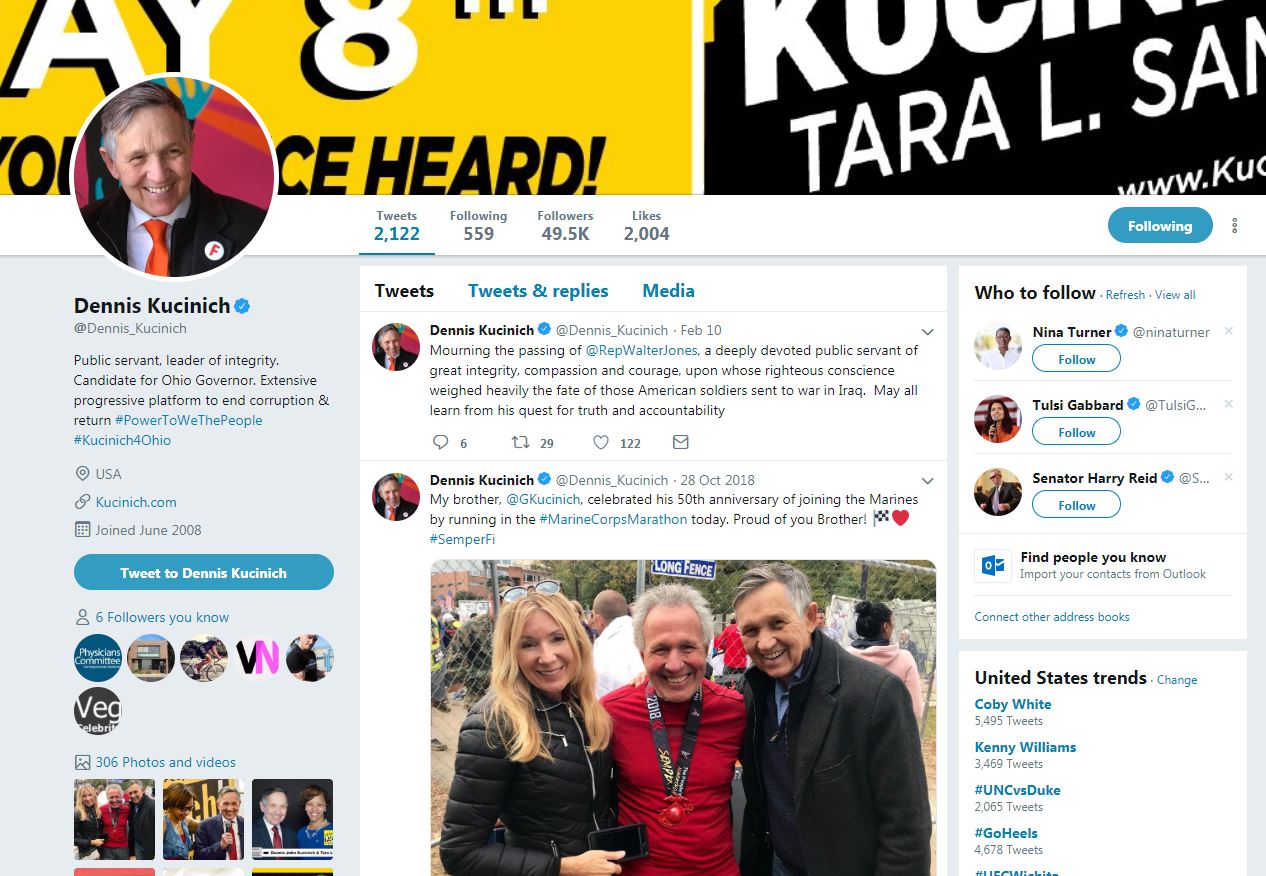 AY 8TH
YOU CE HEARD!
KUCIN
TARA L. SAN
www.Kuc
F
Tweets
2,122
Following
559
Followers
49.5K
Likes
2,004
Following
Dennis Kucinich
@Dennis_Kucinich
Public servant, leader of integrity.
Candidate for Ohio Governor. Extensive
progressive platform to end corruption &
return #PowerToWeThePeople
#Kucinich4Ohio
USA
Kucinich.com
Joined June 2008
Tweet to Dennis Kucinich
6 Followers you know
Physicians
Committee
VN
Veg
Celebrit
306 Photos and videos
Tweets Tweets & replies Media
Dennis Kucinich @Dennis_Kucinich · Feb 10
Mourning the passing of @RepWalterJones, a deeply devoted public servant of
great integrity, compassion and courage, upon whose righteous conscience
weighed heavily the fate of those American soldiers sent to war in Iraq. May all
learn from his quest for truth and accountability
6 29 122
Dennis Kucinich @Dennis_Kucinich · 28 Oct 2018
My brother, @GKucinich, celebrated his 50th anniversary of joining the Marines
by running in the #MarineCorpsMarathon today. Proud of you Brother! 🏁❤️
#SemperFi
LONG FENCE
2018
Who to follow · Refresh · View all
Nina Turner @ninaturner
Follow
Tulsi Gabbard @TulsiG...
Follow
Senator Harry Reid @S...
Follow
Find people you know
Import your contacts from Outlook
Connect other address books
United States trends · Change
Coby White
5,495 Tweets
Kenny Williams
3,469 Tweets
#UNCvsDuke
2,065 Tweets
#GoHeels
4,678 Tweets
#UFCWichita